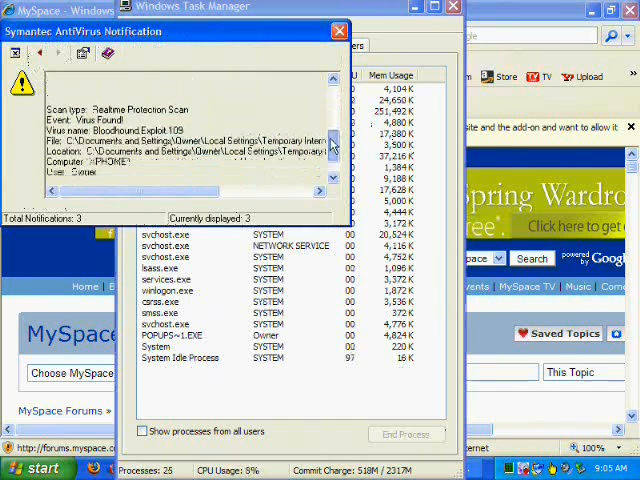 MySpace - Windows
Windows Task Manager
Symantec AntiVirus Notification
Scan type: Realtime Protection Scan
Event: Virus Found!
Virus name: Bloodhound.Exploit.109
File: C:\Documents and Settings\Owner\Local Settings\Temporary Intern
Location: C:\Documents and Settings\Owner\Local Settings\Temporary
User: Owner
Total Notifications: 3
Currently displayed: 3
Mem Usage
4,104 K
24,650 K
251,492 K
4,880 K
17,380 K
3,500 K
37,216 K
1,384 K
9,188 K
17,628 K
5,000 K
4,444 K
3,172 K
svchost.exe SYSTEM 00 20,524 K
svchost.exe NETWORK SERVICE 00 4,116 K
svchost.exe SYSTEM 00 4,752 K
lsass.exe SYSTEM 00 1,096 K
services.exe SYSTEM 00 3,372 K
winlogon.exe SYSTEM 00 1,872 K
csrss.exe SYSTEM 00 3,536 K
smss.exe SYSTEM 00 372 K
svchost.exe SYSTEM 00 4,776 K
POPUPS~1.EXE Owner 00 4,824 K
System SYSTEM 00 220 K
System Idle Process SYSTEM 97 16 K
Show processes from all users
End Process
Processes: 25
CPU Usage: 8%
Commit Charge: 518M / 2317M
Store
TV
Upload
site and the add-on and want to allow it
Spring Wardro
ree*.
Click here to get
Search
powered by Google
Home
MySpace TV | Music
MySpace
Saved Topics
Choose MySpace
This Topic
MySpace Forums »
http://forums.myspace.c
ternet
100%
start
9:05 AM